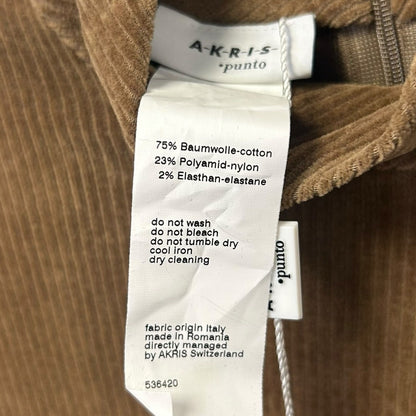 A-K-R-I-S-
•punto
75% Baumwolle-cotton
23% Polyamid-nylon
2% Elasthan-elastane
do not wash
do not bleach
do not tumble dry
cool iron
dry cleaning
•punto
fabric origin Italy
made in Romania
directly managed
by AKRIS Switzerland
536420